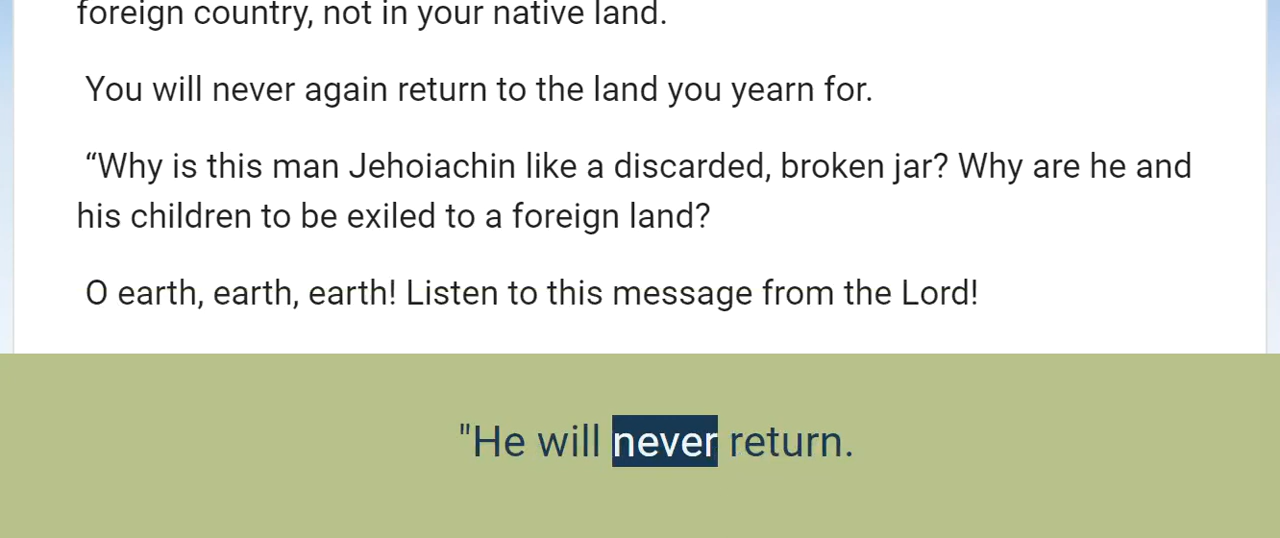 foreign country, not in your native land.
You will never again return to the land you yearn for.
“Why is this man Jehoiachin like a discarded, broken jar? Why are he and
his children to be exiled to a foreign land?
O earth, earth, earth! Listen to this message from the Lord!
"He will never return.